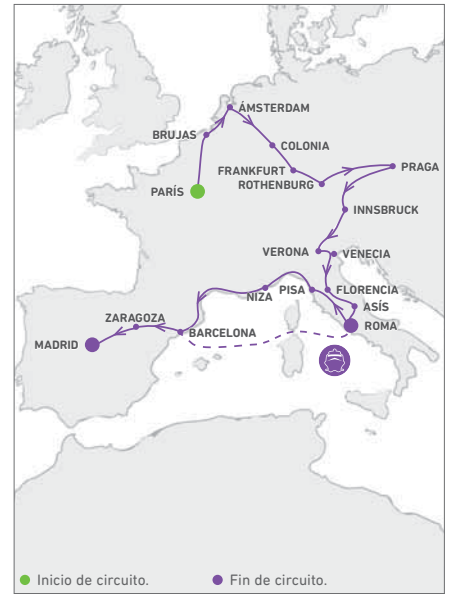 ÁMSTERDAM
BRUJAS
COLONIA
FRANKFURT
ROTHENBURG
PRAGA
PARÍS
INNSBRUCK
VERONA
VENECIA
NIZA
PISA
FLORENCIA
ASÍS
ROMA
ZARAGOZA
BARCELONA
MADRID
Inicio de circuito.
Fin de circuito.